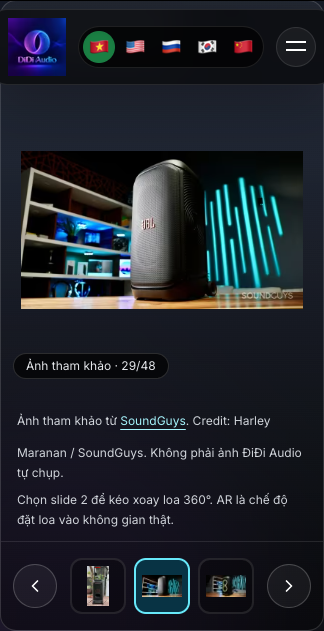 ĐiĐi Audio
JBL
SOUNDGUYS
Ảnh tham khảo · 29/48
Ảnh tham khảo từ SoundGuys. Credit: Harley
Maranan / SoundGuys. Không phải ảnh ĐiĐi Audio
tự chụp.
Chọn slide 2 để kéo xoay loa 360°. AR là chế độ
đặt loa vào không gian thật.